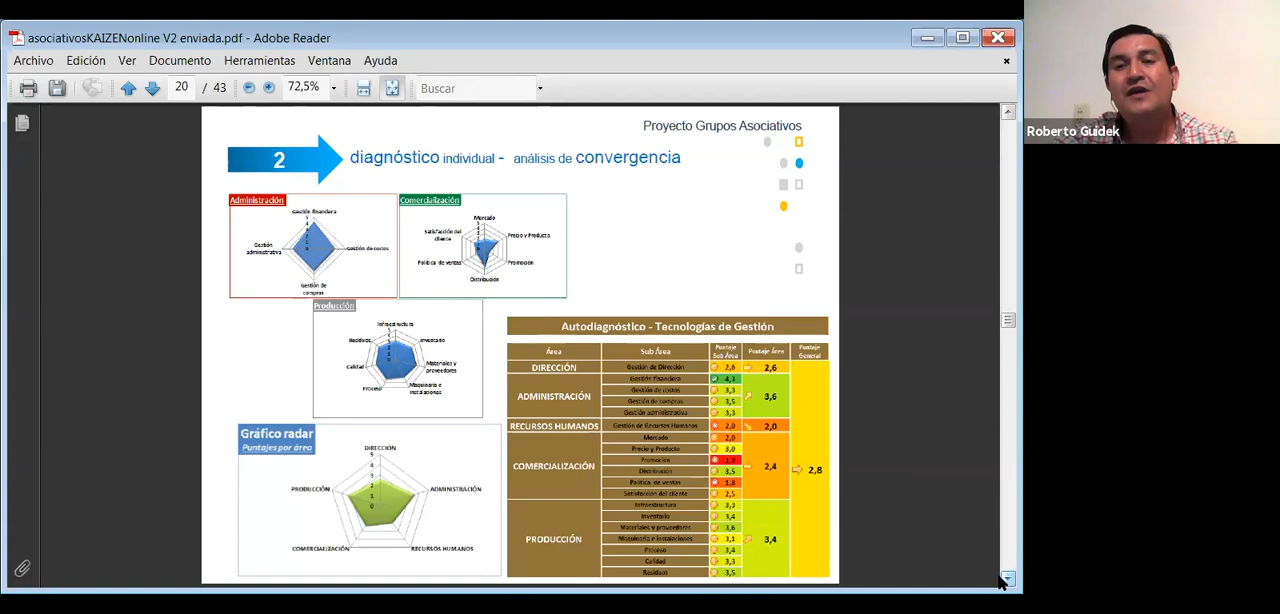 asociativosKAIZENonline V2 enviada.pdf - Adobe Reader
Archivo Edición Ver Documento Herramientas Ventana Ayuda
20 / 43 72,5% Buscar
Roberto Guidek
Proyecto Grupos Asociativos
2 diagnóstico individual - análisis de convergencia
Administración
Gestión financiera
Gestión de costos
Gestión de compras
Gestión administrativa
Comercialización
Mercado
Precio y Producto
Promoción
Distribución
Política de ventas
Satisfacción del cliente
Producción
Infraestructura
Inventario
Materiales y proveedores
Maquinaria e instalaciones
Proceso
Calidad
Residuos
Gráfico radar
Puntajes por área
DIRECCIÓN
5
4
3
2
1
0
ADMINISTRACIÓN
RECURSOS HUMANOS
COMERCIALIZACIÓN
PRODUCCIÓN
Autodiagnóstico - Tecnologías de Gestión
Área Sub Área Puntaje Sub Área Puntaje Área Puntaje General
DIRECCIÓN Gestión de Dirección 2,6 2,6
ADMINISTRACIÓN Gestión financiera 4,3 3,6
Gestión de costos 3,3
Gestión de compras 3,5
Gestión administrativa 3,3
RECURSOS HUMANOS Gestión de Recursos Humanos 2,0 2,0
COMERCIALIZACIÓN Mercado 2,0 2,4
Precio y Producto 3,0
Promoción
Distribución 3,5
Política de ventas 1,8
Satisfacción del cliente 2,5
PRODUCCIÓN Infraestructura 3,3 3,4
Inventario 3,4
Materiales y proveedores 3,6
Maquinaria e instalaciones 3,1
Proceso 3,4
Calidad 3,3
Residuos 3,5
2,8